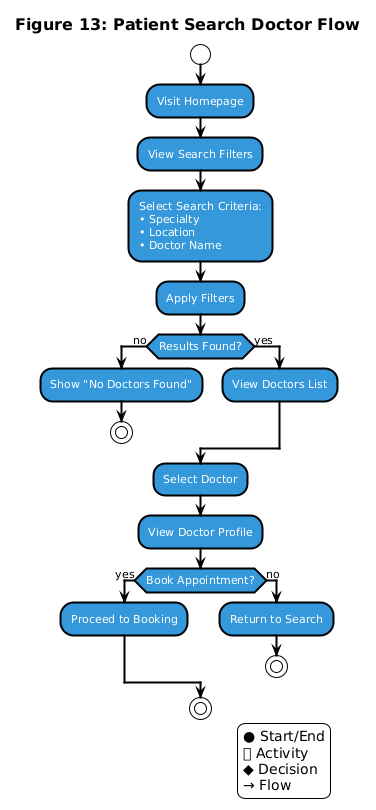 Figure 13: Patient Search Doctor Flow
Visit Homepage
View Search Filters
Select Search Criteria:
• Specialty
• Location
• Doctor Name
Apply Filters
no
Results Found?
yes
Show "No Doctors Found"
View Doctors List
Select Doctor
View Doctor Profile
yes
Book Appointment?
no
Proceed to Booking
Return to Search
● Start/End
▯ Activity
◆ Decision
→ Flow